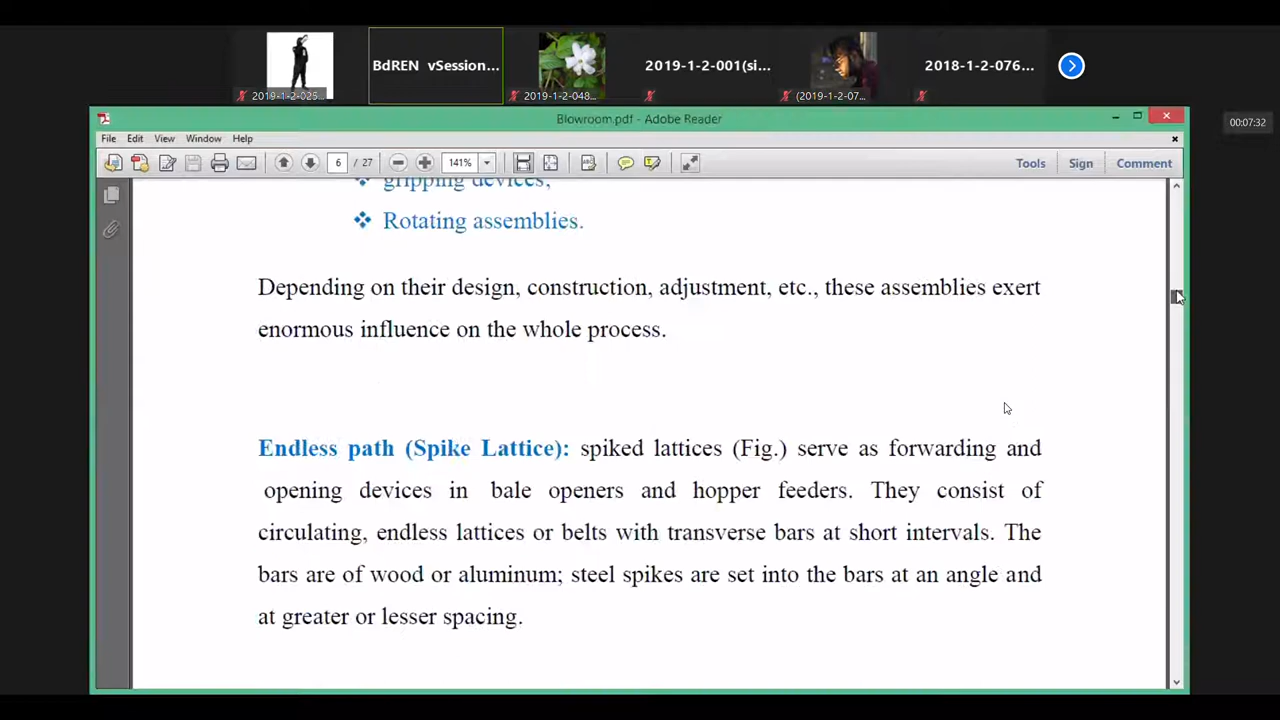 BdREN vSession...
2019-1-2-001(si...
2018-1-2-076...
2019-1-2-025...
2019-1-2-048...
(2019-1-2-07...
Blowroom.pdf - Adobe Reader
00:07:32
File Edit View Window Help
6 / 27
141%
Tools Sign Comment
gripping devices,
Rotating assemblies.
Depending on their design, construction, adjustment, etc., these assemblies exert
enormous influence on the whole process.
Endless path (Spike Lattice): spiked lattices (Fig.) serve as forwarding and
opening devices in bale openers and hopper feeders. They consist of
circulating, endless lattices or belts with transverse bars at short intervals. The
bars are of wood or aluminum; steel spikes are set into the bars at an angle and
at greater or lesser spacing.